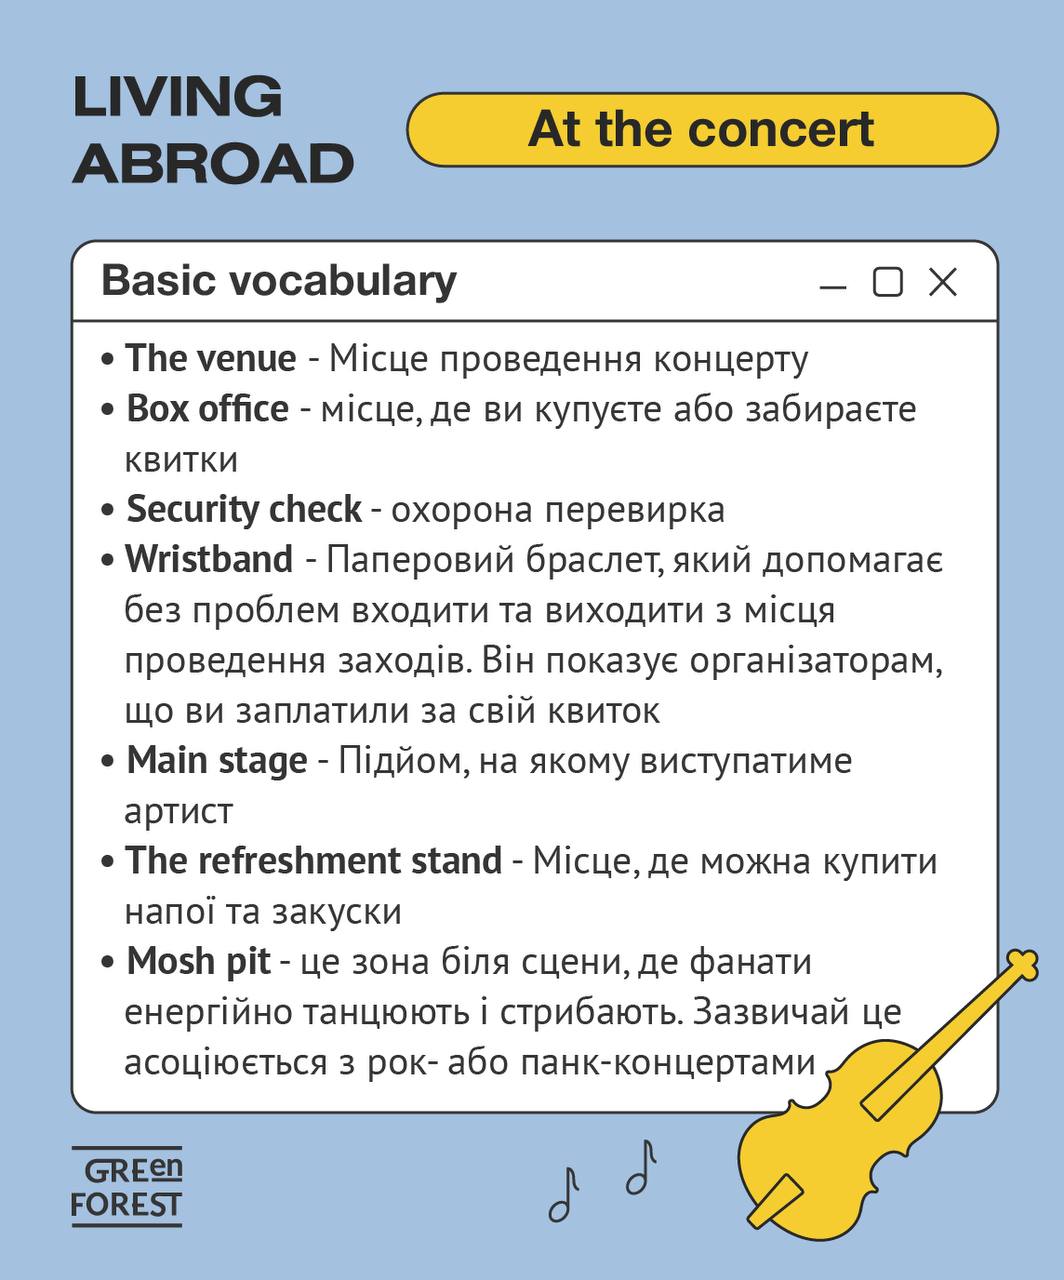 LIVING
ABROAD
At the concert
Basic vocabulary
• The venue - Місце проведення концерту
• Box office - місце, де ви купуєте або забираєте
квитки
• Security check - охорона перевирка
• Wristband - Паперовий браслет, який допомагає
без проблем входити та виходити з місця
проведення заходів. Він показує організаторам,
що ви заплатили за свій квиток
• Main stage - Підйом, на якому виступатиме
артист
• The refreshment stand - Місце, де можна купити
напої та закуски
• Mosh pit - це зона біля сцени, де фанати
енергійно танцюють і стрибають. Зазвичай це
асоціюється з рок- або панк-концертами
GREen
FOREST